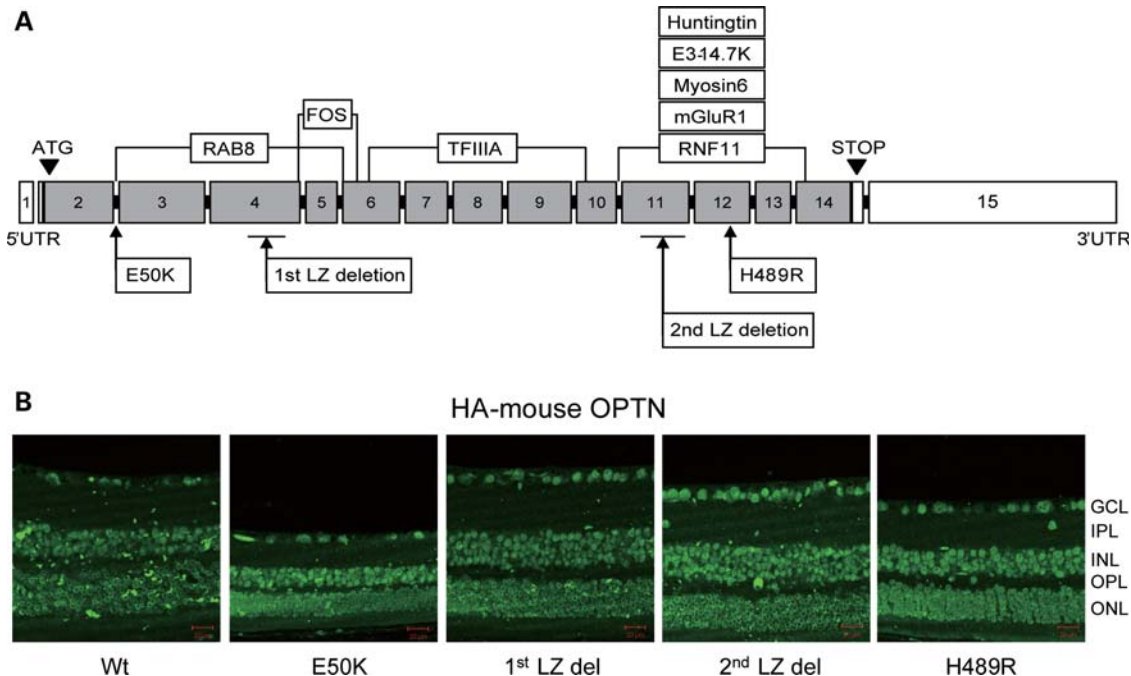 A
Huntingtin
E3-14.7K
Myosin6
mGluR1
RNF11
FOS
RAB8
TFIIIA
ATG
STOP
1 2 3 4 5 6 7 8 9 10 11 12 13 14 15
5'UTR
3'UTR
E50K
1st LZ deletion
H489R
2nd LZ deletion
B
HA-mouse OPTN
GCL
IPL
INL
OPL
ONL
Wt E50K 1st LZ del 2nd LZ del H489R